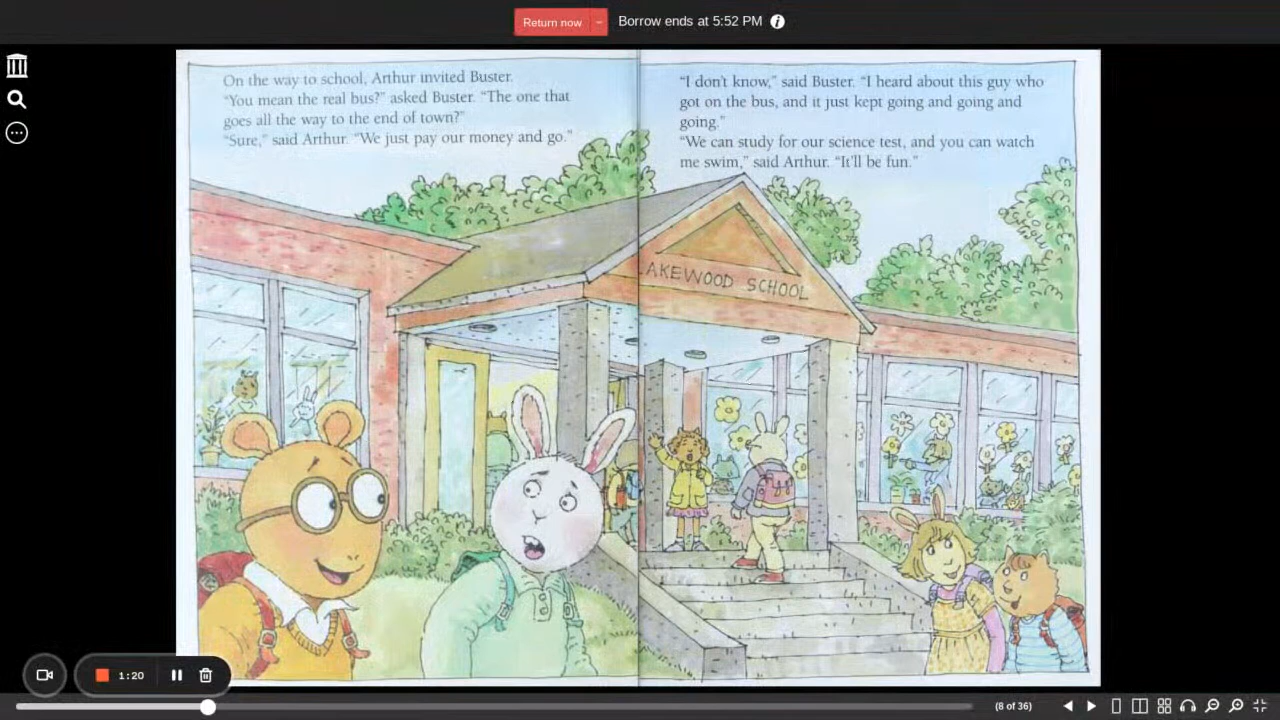 Return now
Borrow ends at 5:52 PM
On the way to school, Arthur invited Buster.
“You mean the real bus?” asked Buster. “The one that
goes all the way to the end of town?”
“Sure,” said Arthur. “We just pay our money and go.”
“I don’t know,” said Buster. “I heard about this guy who
got on the bus, and it just kept going and going and
going.”
“We can study for our science test, and you can watch
me swim,” said Arthur. “It’ll be fun.”
AKEWOOD SCHOOL
1:20
(8 of 36)